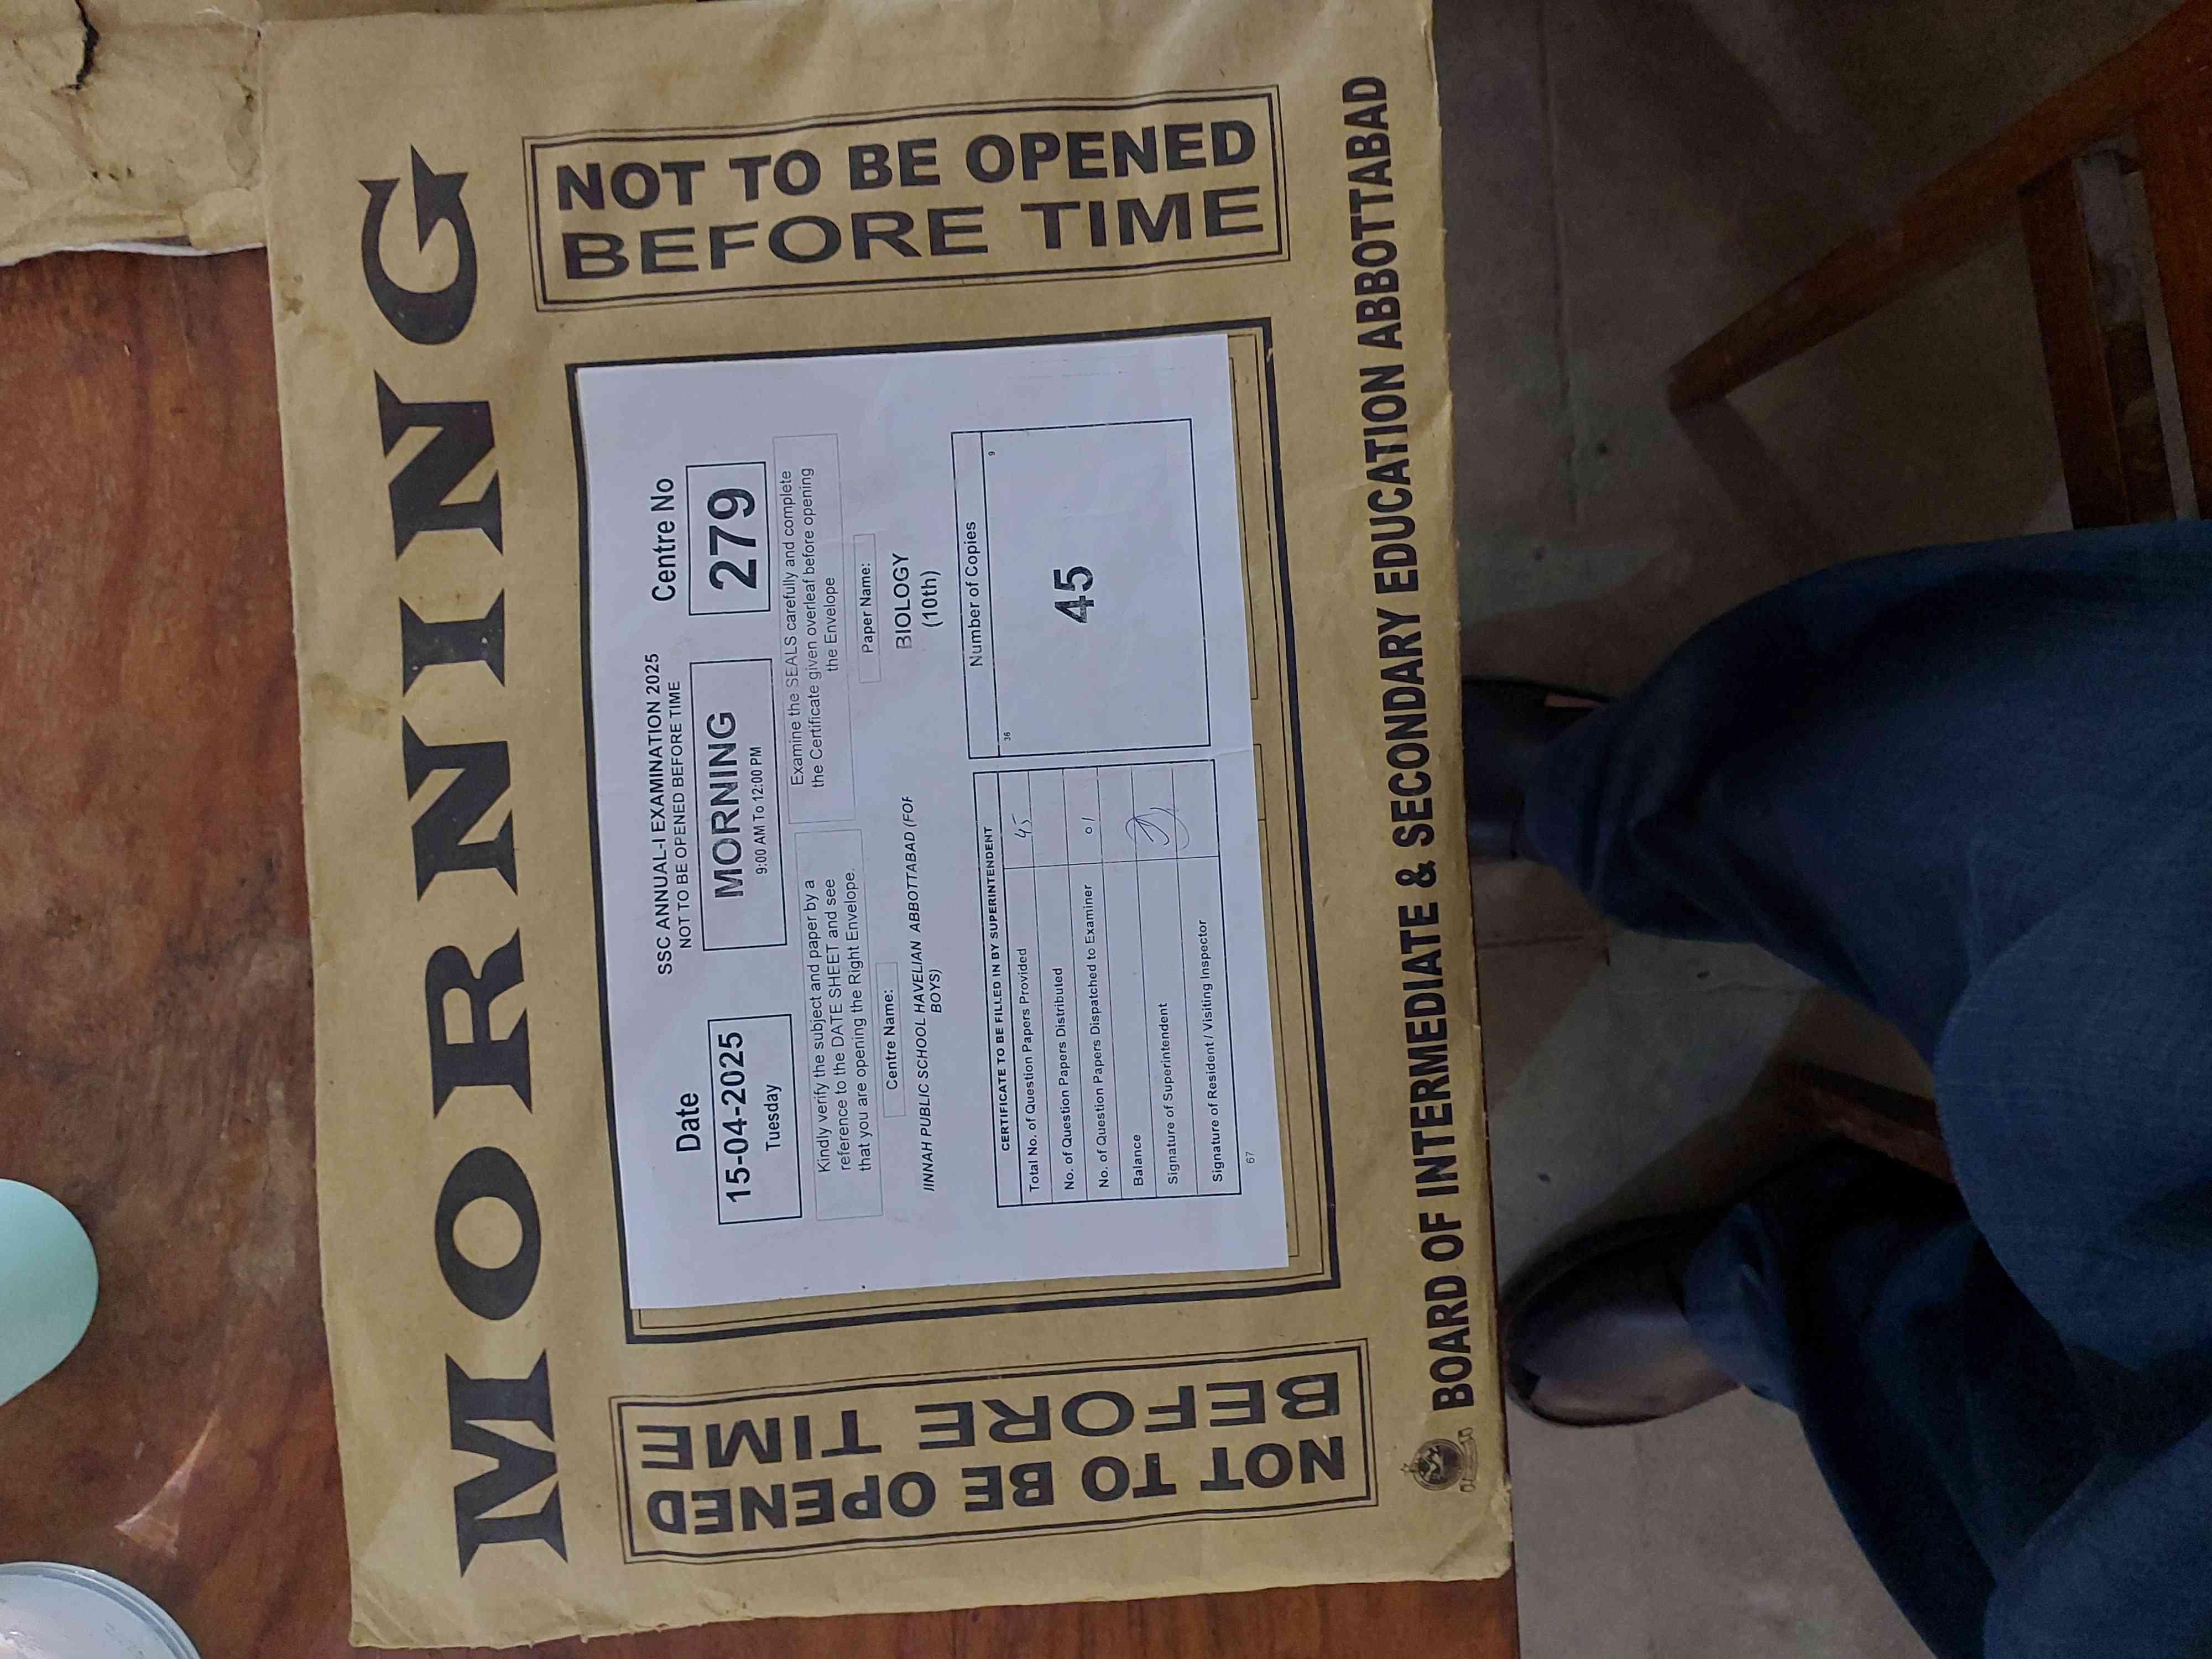 MORNING
NOT TO BE OPENED
BEFORE TIME
NOT TO BE OPENED
BEFORE TIME
SSC ANNUAL-I EXAMINATION 2025
NOT TO BE OPENED BEFORE TIME
Date
15-04-2025
Tuesday
MORNING
9:00 AM To 12:00 PM
Centre No
279
Kindly verify the subject and paper by a
reference to the DATE SHEET and see
that you are opening the Right Envelope.
Examine the SEALS carefully and complete
the Certificate given overleaf before opening
the Envelope
Centre Name:
JINNAH PUBLIC SCHOOL HAVELIAN ABBOTTABAD (FOR
BOYS)
Paper Name:
BIOLOGY
(10th)
CERTIFICATE TO BE FILLED IN BY SUPERINTENDENT
Total No. of Question Papers Provided 45
No. of Question Papers Distributed
No. of Question Papers Dispatched to Examiner 01
Balance
Signature of Superintendent
Signature of Resident / Visiting Inspector
Number of Copies
36 9
45
67
BOARD OF INTERMEDIATE & SECONDARY EDUCATION ABBOTTABAD